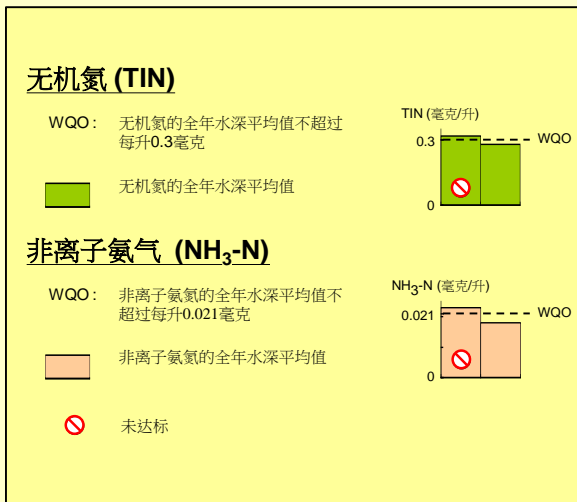 无机氮 (TIN)
WQO : 无机氮的全年水深平均值不超过
每升0.3毫克
无机氮的全年水深平均值
TIN (毫克/升)
0.3
WQO
0
非离子氨气 (NH3-N)
WQO : 非离子氨氮的全年水深平均值不
超过每升0.021毫克
非离子氨氮的全年水深平均值
NH3-N (毫克/升)
0.021
WQO
0
未达标